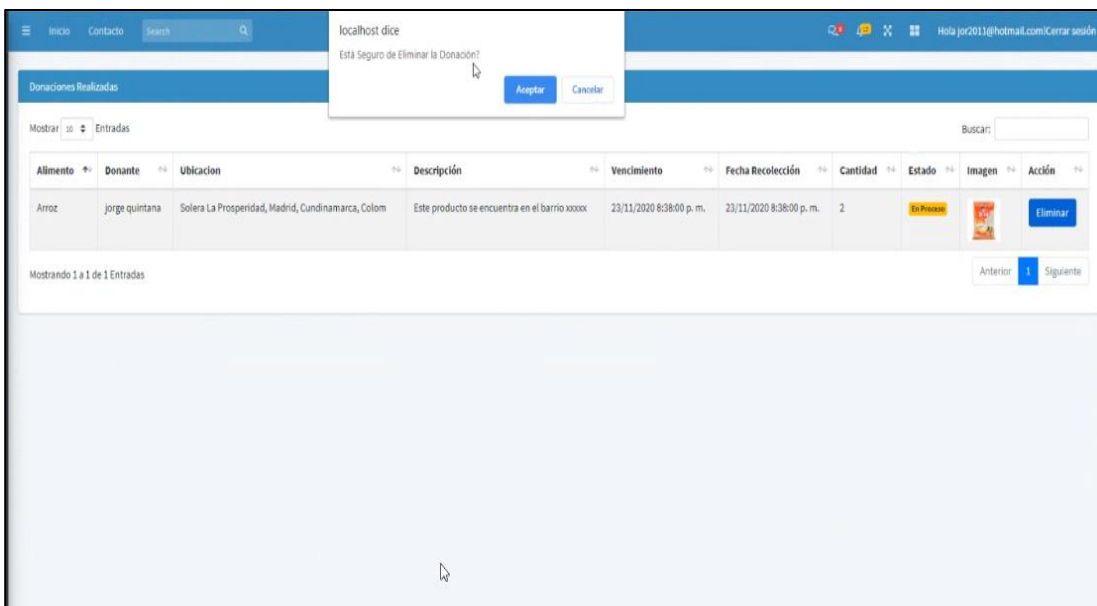 Inicio Contacto Search
Hola jor2011@hotmail.com!Cerrar sesión
localhost dice
Está Seguro de Eliminar la Donación?
Aceptar Cancelar
Donaciones Realizadas
Mostrar 10 Entradas
Buscar:
Alimento Donante Ubicacion Descripción Vencimiento Fecha Recolección Cantidad Estado Imagen Acción
Arroz jorge quintana Solera La Prosperidad, Madrid, Cundinamarca, Colom Este producto se encuentra en el barrio xxxxx 23/11/2020 8:38:00 p. m. 23/11/2020 8:38:00 p. m. 2 En Proceso Eliminar
Mostrando 1 a 1 de 1 Entradas
Anterior 1 Siguiente